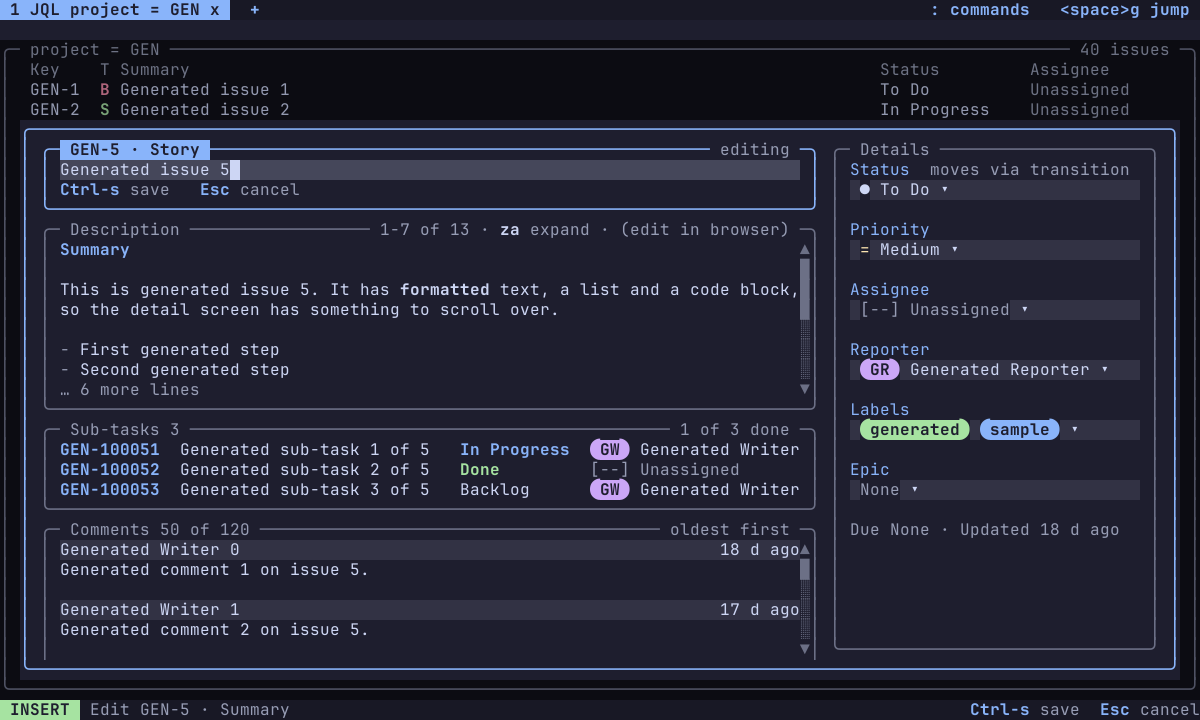 1 JQL project = GEN x + : commands <space>g jump
project = GEN 40 issues
Key T Summary Status Assignee
GEN-1 B Generated issue 1 To Do Unassigned
GEN-2 S Generated issue 2 In Progress Unassigned
GEN-5 · Story editing
Generated issue 5
Ctrl-s save Esc cancel
Description 1-7 of 13 · za expand · (edit in browser)
Summary
This is generated issue 5. It has formatted text, a list and a code block,
so the detail screen has something to scroll over.
- First generated step
- Second generated step
… 6 more lines
Sub-tasks 3 1 of 3 done
GEN-100051 Generated sub-task 1 of 5 In Progress GW Generated Writer
GEN-100052 Generated sub-task 2 of 5 Done [--] Unassigned
GEN-100053 Generated sub-task 3 of 5 Backlog GW Generated Writer
Comments 50 of 120 oldest first
Generated Writer 0 18 d ago
Generated comment 1 on issue 5.
Generated Writer 1 17 d ago
Generated comment 2 on issue 5.
Details
Status moves via transition
● To Do ▾
Priority
= Medium ▾
Assignee
[--] Unassigned ▾
Reporter
GR Generated Reporter ▾
Labels
generated sample ▾
Epic
None ▾
Due None · Updated 18 d ago
INSERT Edit GEN-5 · Summary Ctrl-s save Esc cancel